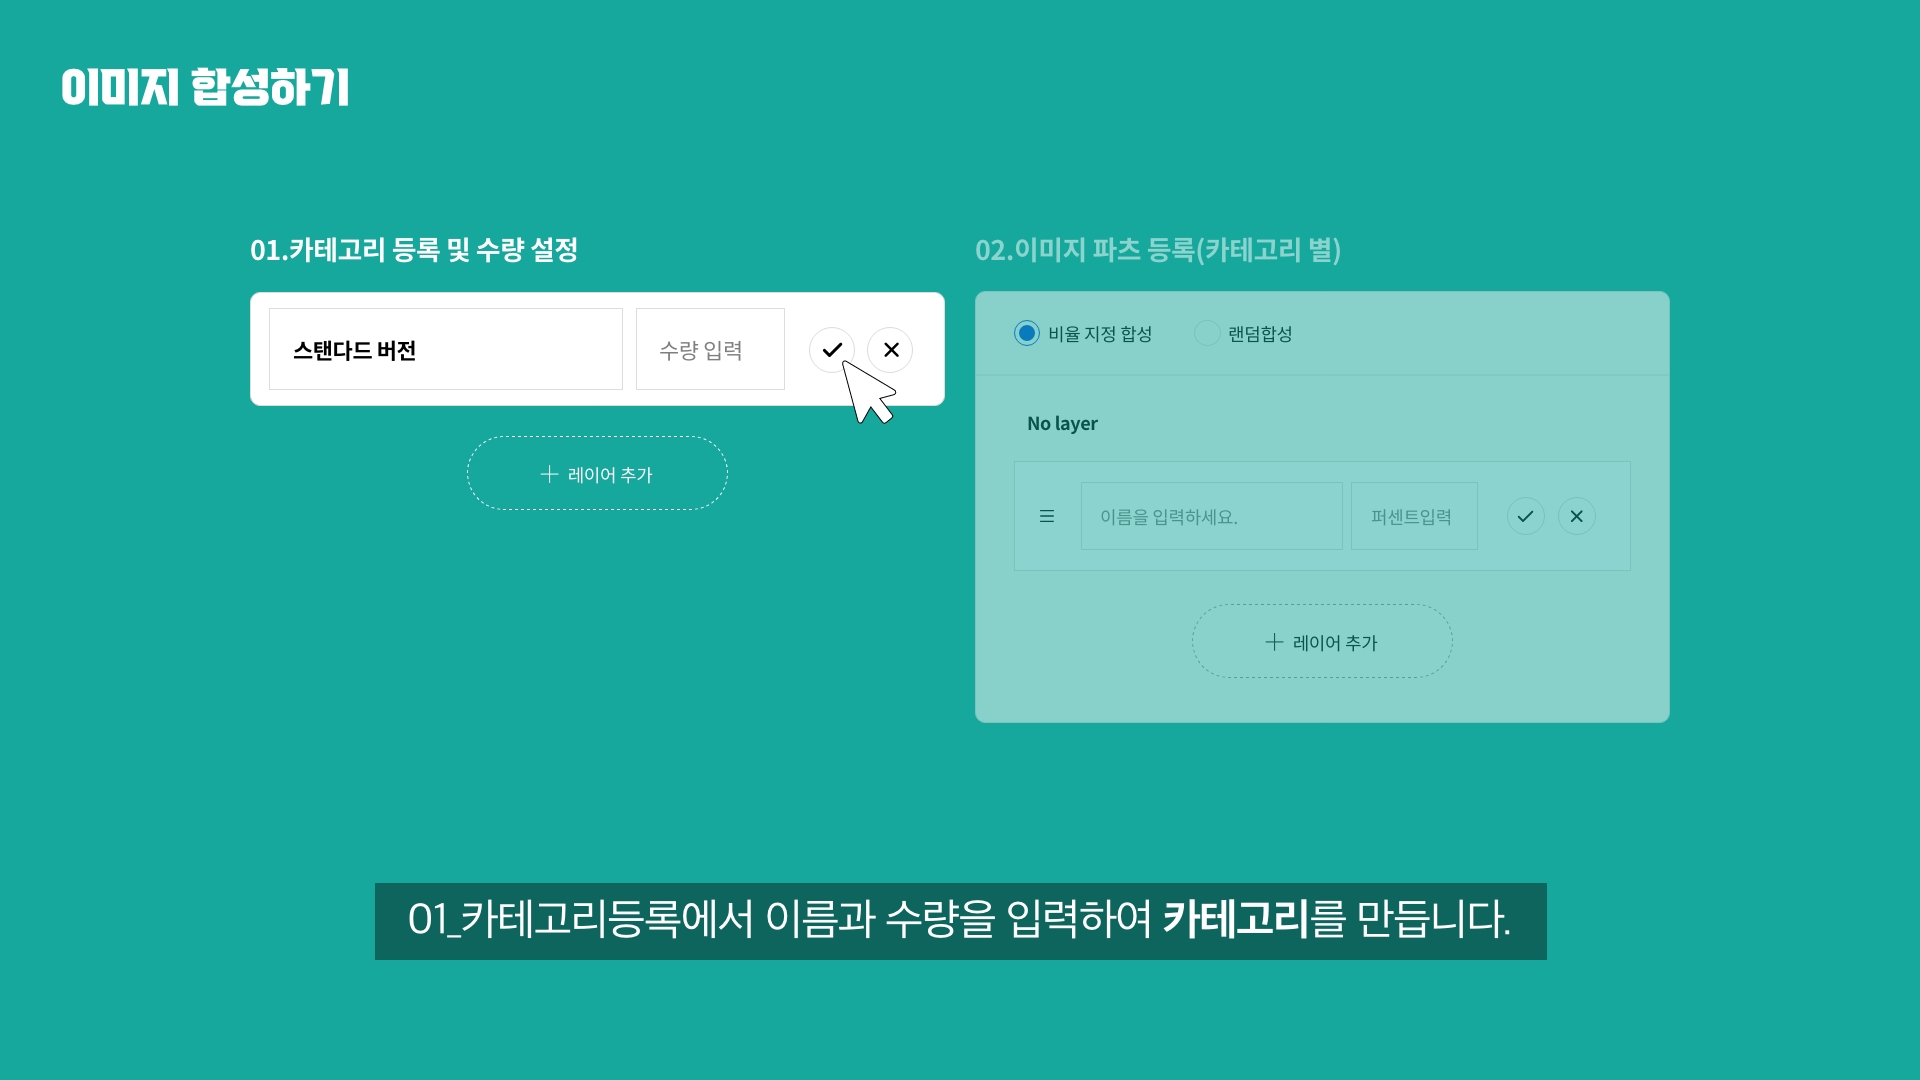 이미지 합성하기
01.카테고리 등록 및 수량 설정
스탠다드 버전
수량 입력
레이어 추가
02.이미지 파츠 등록(카테고리 별)
비율 지정 합성
랜덤합성
No layer
이름을 입력하세요.
퍼센트입력
레이어 추가
01_카테고리등록에서 이름과 수량을 입력하여 카테고리를 만듭니다.